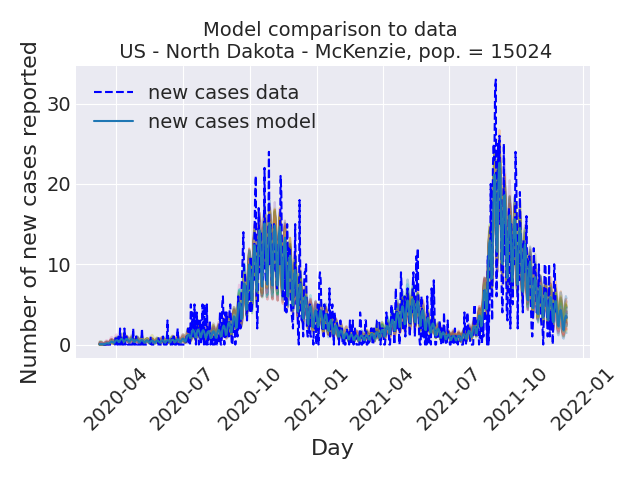 Model comparison to data
US - North Dakota - McKenzie, pop. = 15024
Number of new cases reported
new cases data
new cases model
30
20
10
0
2020-04
2020-07
2020-10
2021-01
2021-04
2021-07
2021-10
2022-01
Day